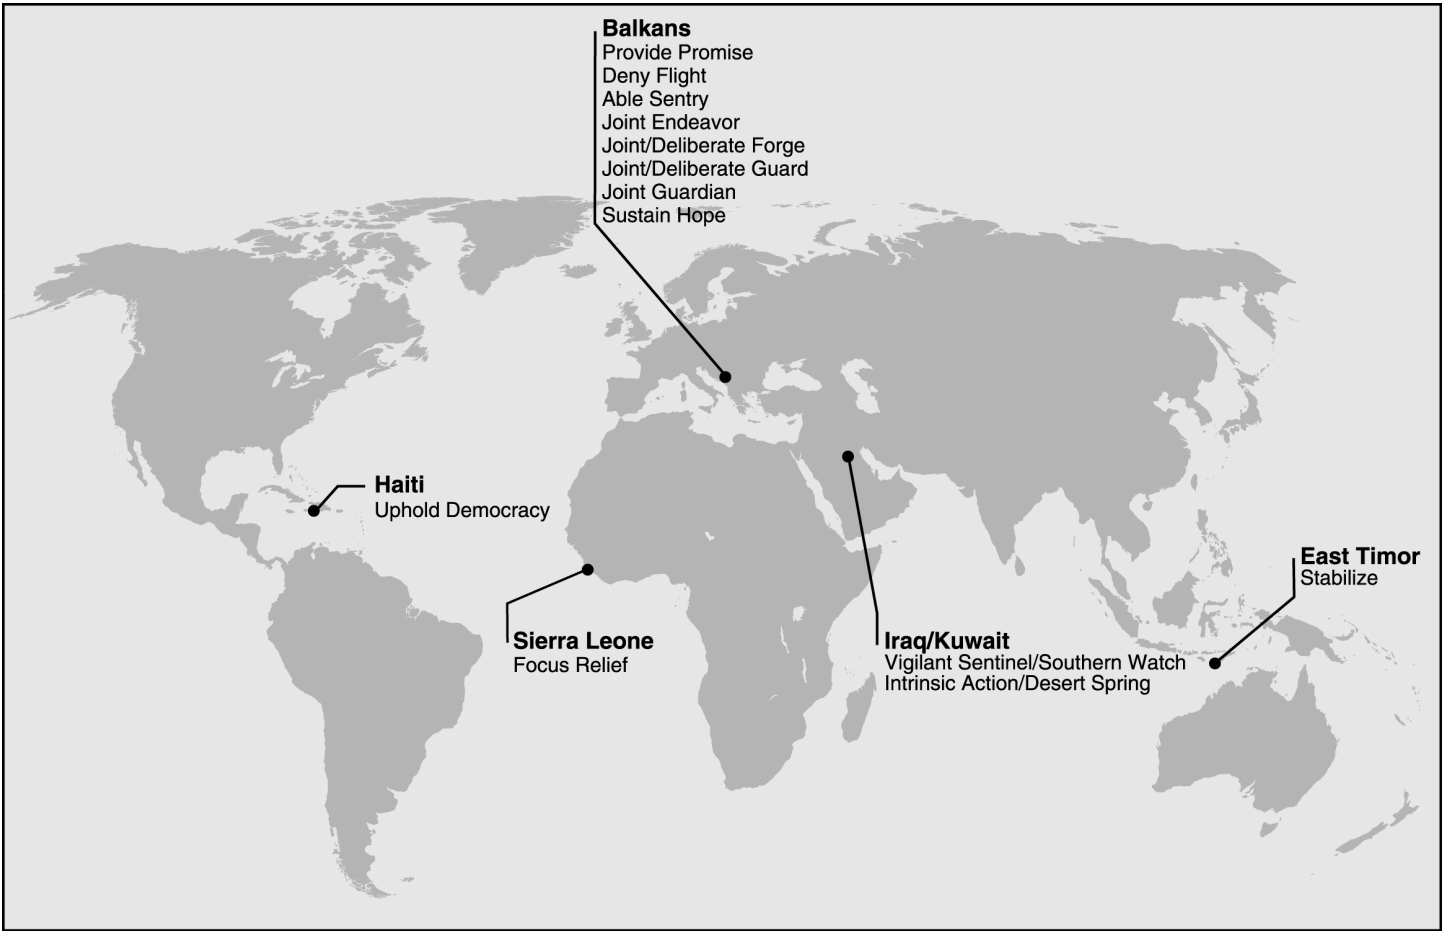 Balkans
Provide Promise
Deny Flight
Able Sentry
Joint Endeavor
Joint/Deliberate Forge
Joint/Deliberate Guard
Joint Guardian
Sustain Hope
Haiti
Uphold Democracy
Sierra Leone
Focus Relief
Iraq/Kuwait
Vigilant Sentinel/Southern Watch
Intrinsic Action/Desert Spring
East Timor
Stabilize